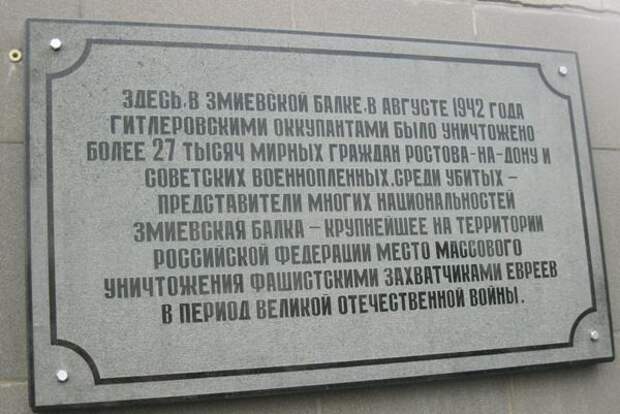 ЗДЕСЬ, В ЗМИЕВСКОЙ БАЛКЕ, В АВГУСТЕ 1942 ГОДА
ГИТЛЕРОВСКИМИ ОККУПАНТАМИ БЫЛО УНИЧТОЖЕНО
БОЛЕЕ 27 ТЫСЯЧ МИРНЫХ ГРАЖДАН РОСТОВА-НА-ДОНУ И
СОВЕТСКИХ ВОЕННОПЛЕННЫХ.СРЕДИ УБИТЫХ –
ПРЕДСТАВИТЕЛИ МНОГИХ НАЦИОНАЛЬНОСТЕЙ
ЗМИЕВСКАЯ БАЛКА – КРУПНЕЙШЕЕ НА ТЕРРИТОРИИ
РОССИЙСКОЙ ФЕДЕРАЦИИ МЕСТО МАССОВОГО
УНИЧТОЖЕНИЯ ФАШИСТСКИМИ ЗАХВАТЧИКАМИ ЕВРЕЕВ
В ПЕРИОД ВЕЛИКОЙ ОТЕЧЕСТВЕННОЙ ВОЙНЫ.